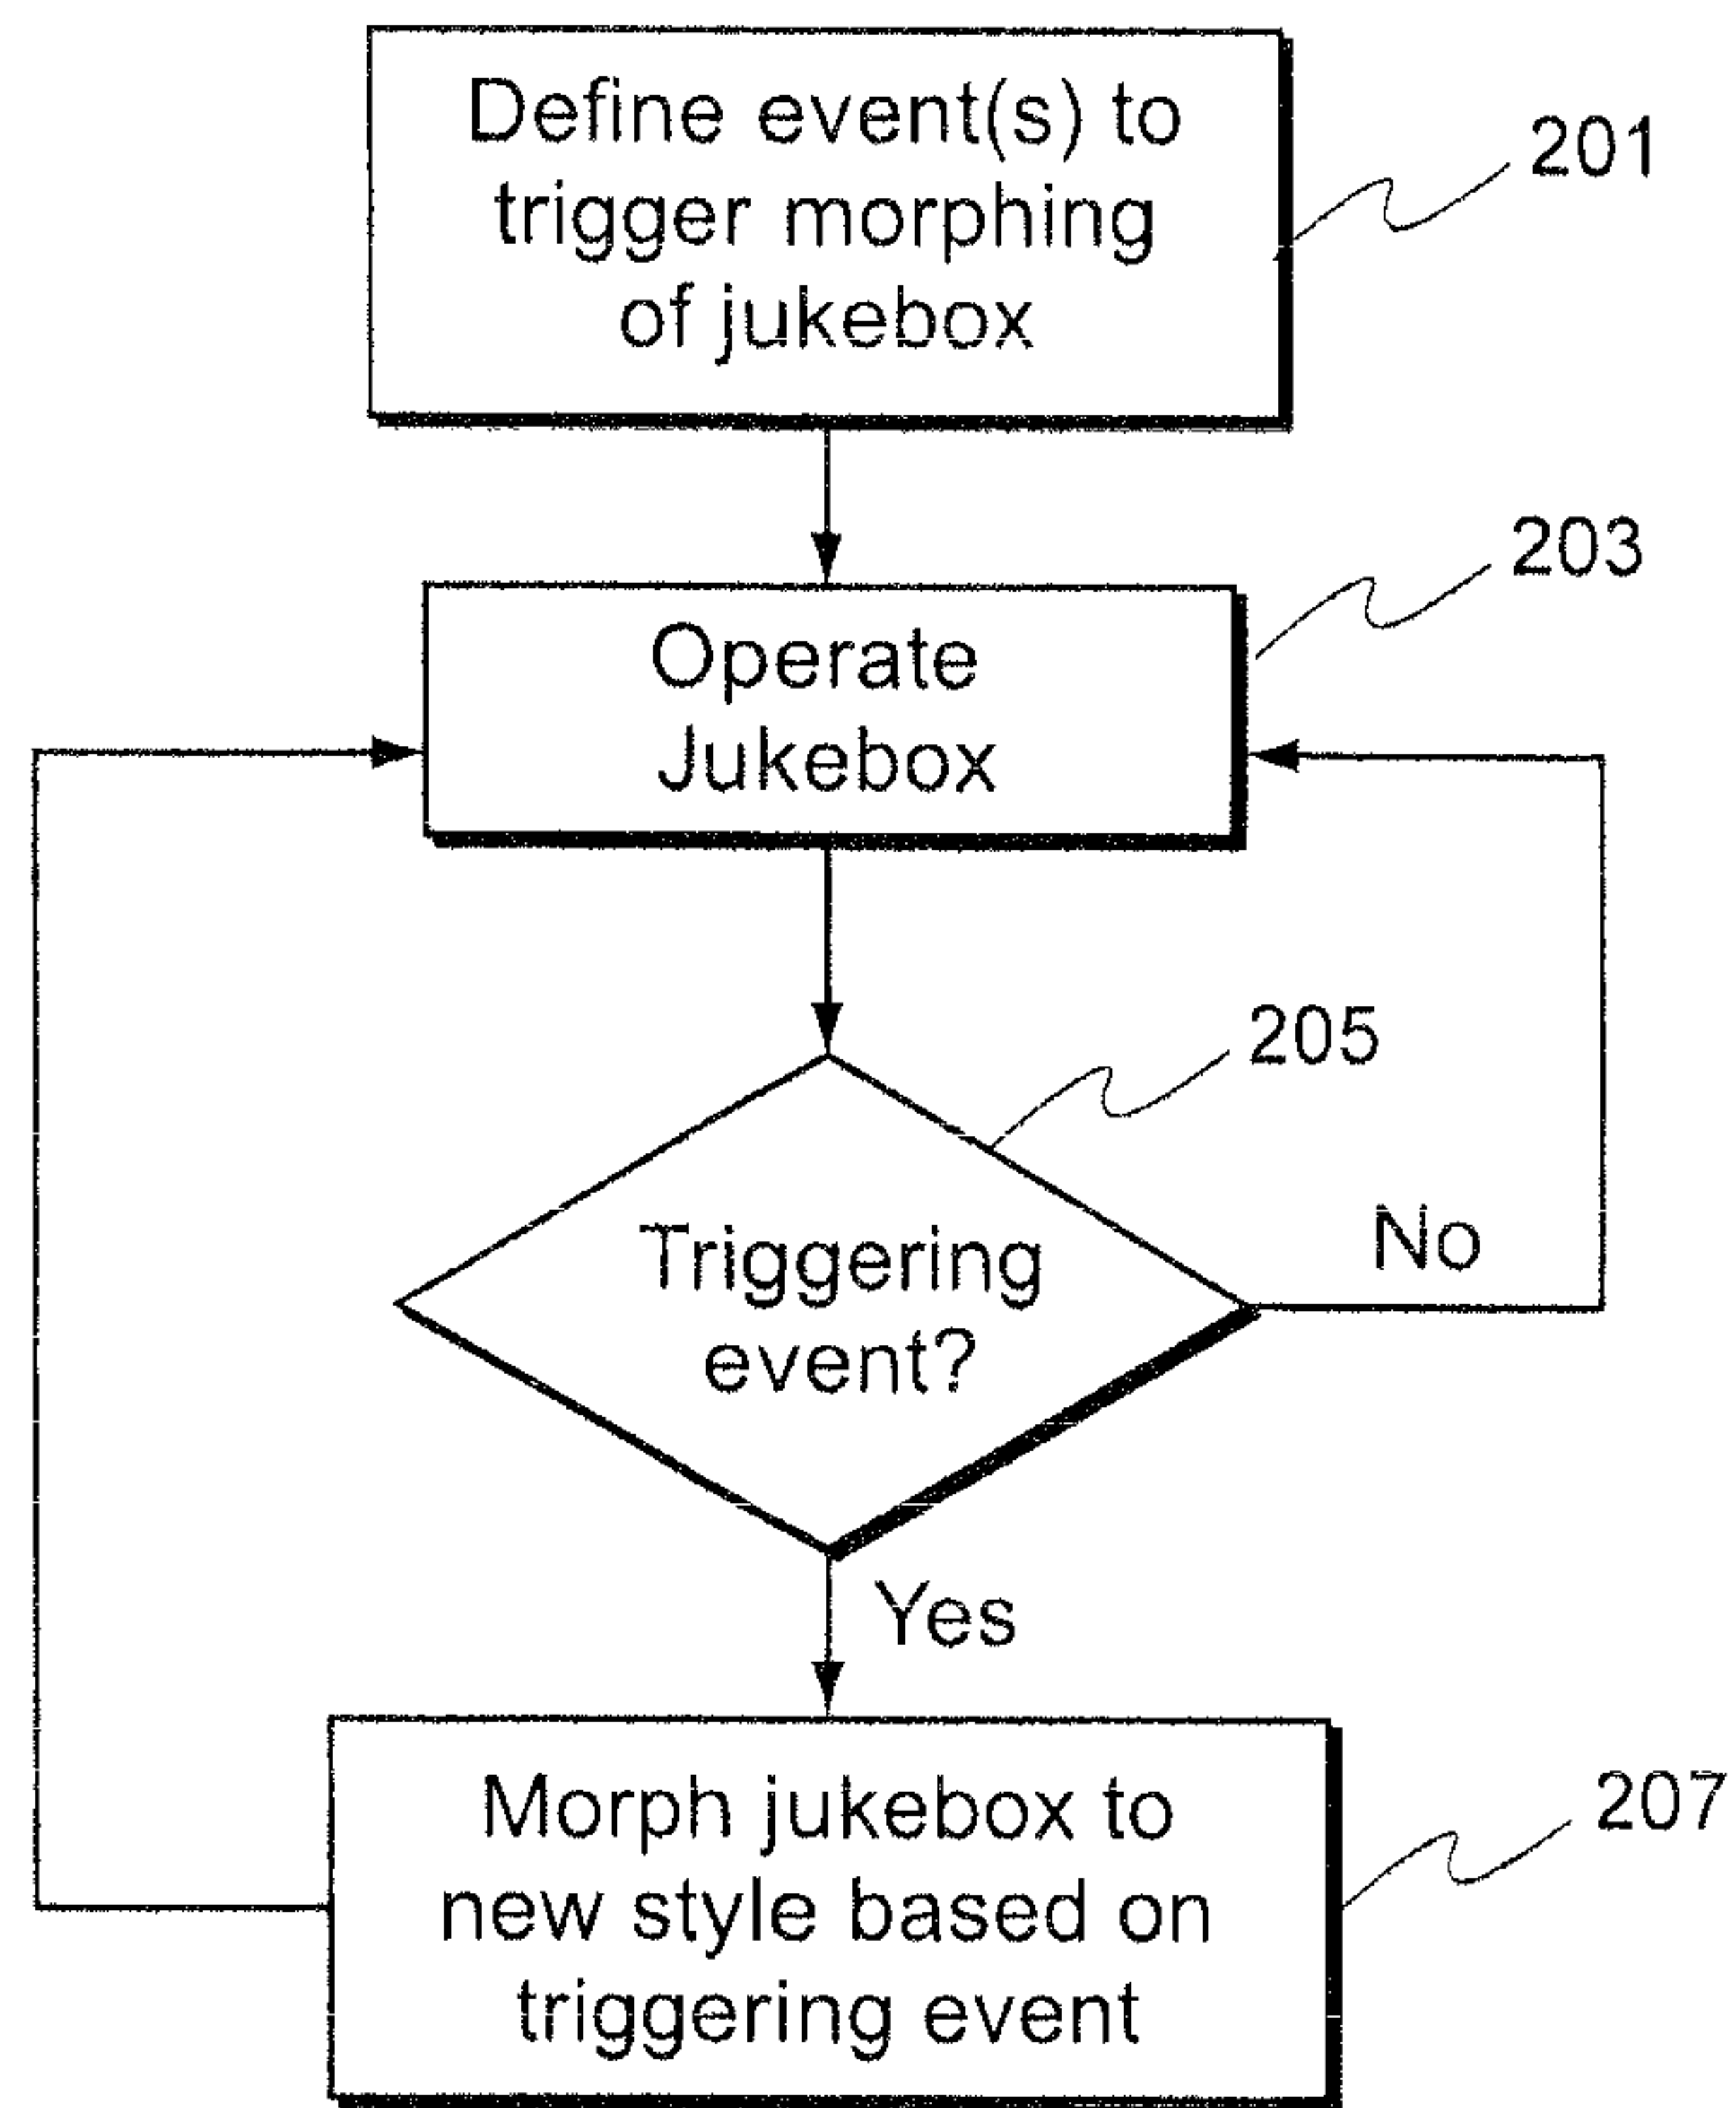 Define event(s) to
trigger morphing
of jukebox
201
Operate
Jukebox
203
Triggering
event?
205
No
Yes
Morph jukebox to
new style based on
triggering event
207